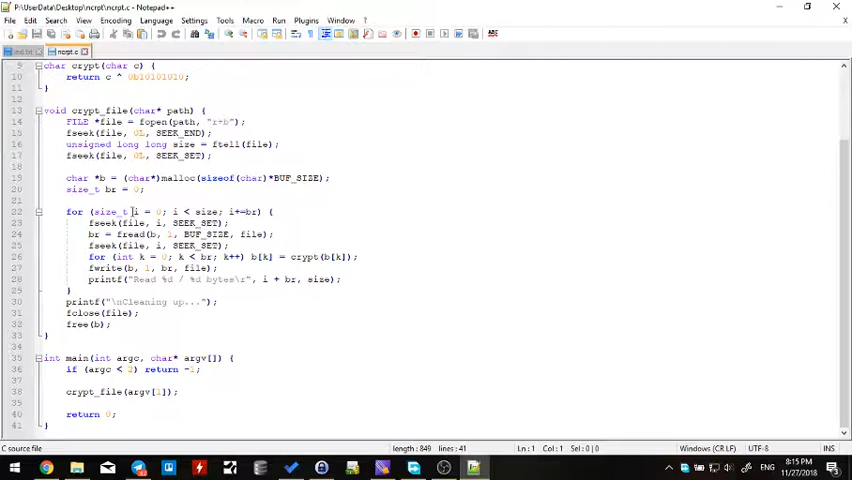 P:\UserData\Desktop\ncrpt\ncrpt.c - Notepad++
File Edit Search View Encoding Language Settings Tools Macro Run Plugins Window ?
ncrpt.c
9 char crypt(char c) {
10 return c ^ 0b10101010;
11 }
12
13 void crypt_file(char* path) {
14 FILE *file = fopen(path, "r+b");
15 fseek(file, 0L, SEEK_END);
16 unsigned long long size = ftell(file);
17 fseek(file, 0L, SEEK_SET);
18
19 char *b = (char*)malloc(sizeof(char)*BUF_SIZE);
20 size_t br = 0;
21
22 for (size_t i = 0; i < size; i+=br) {
23 fseek(file, i, SEEK_SET);
24 br = fread(b, 1, BUF_SIZE, file);
25 fseek(file, i, SEEK_SET);
26 for (int k = 0; k < br; k++) b[k] = crypt(b[k]);
27 fwrite(b, 1, br, file);
28 printf("Read %d / %d bytes\r", i + br, size);
29 }
30 printf("\nCleaning up...");
31 fclose(file);
32 free(b);
33 }
34
35 int main(int argc, char* argv[]) {
36 if (argc < 2) return -1;
37
38 crypt_file(argv[1]);
39
40 return 0;
41 }
C source file length : 849 lines : 41 Ln : 1 Col : 1 Sel : 0 | 0 Windows (CR LF) UTF-8 INS
ENG 8:15 PM
11/27/2018